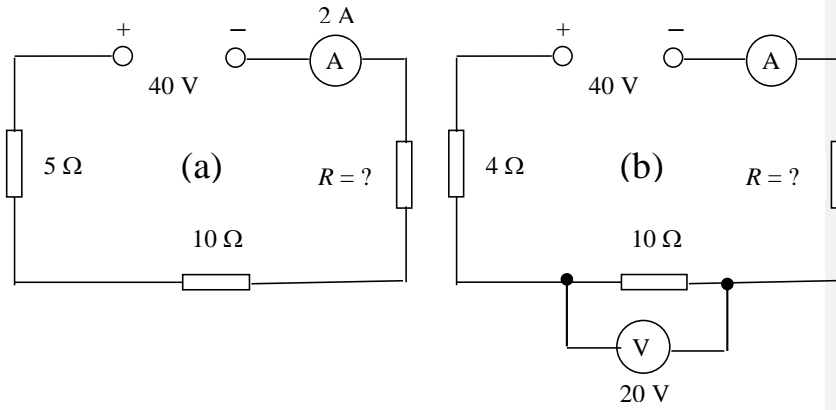 2 A
+ − A
40 V
5 Ω (a) R = ?
10 Ω
+ − A
40 V
4 Ω (b) R = ?
10 Ω
V
20 V